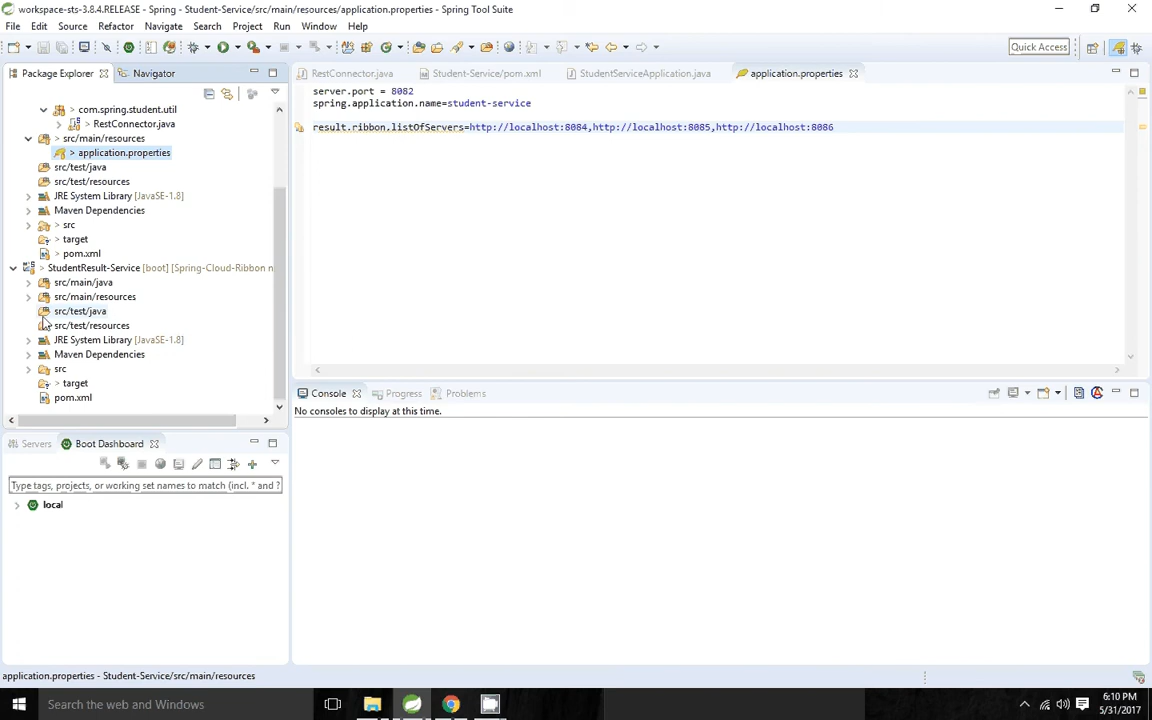 workspace-sts-3.8.4.RELEASE - Spring - Student-Service/src/main/resources/application.properties - Spring Tool Suite
File Edit Source Refactor Navigate Search Project Run Window Help
Quick Access
Package Explorer Navigator
> com.spring.student.util
> RestConnector.java
> src/main/resources
> application.properties
src/test/java
src/test/resources
JRE System Library [JavaSE-1.8]
Maven Dependencies
> src
> target
> pom.xml
> StudentResult-Service [boot] [Spring-Cloud-Ribbon n
src/main/java
src/main/resources
src/test/java
src/test/resources
JRE System Library [JavaSE-1.8]
Maven Dependencies
src
> target
pom.xml
RestConnector.java Student-Service/pom.xml StudentServiceApplication.java application.properties
server.port = 8082
spring.application.name=student-service
result.ribbon.listOfServers=http://localhost:8084,http://localhost:8085,http://localhost:8086
Console Progress Problems
No consoles to display at this time.
Servers Boot Dashboard
Type tags, projects, or working set names to match (incl. * and ?
local
application.properties - Student-Service/src/main/resources
Search the web and Windows
6:10 PM
5/31/2017